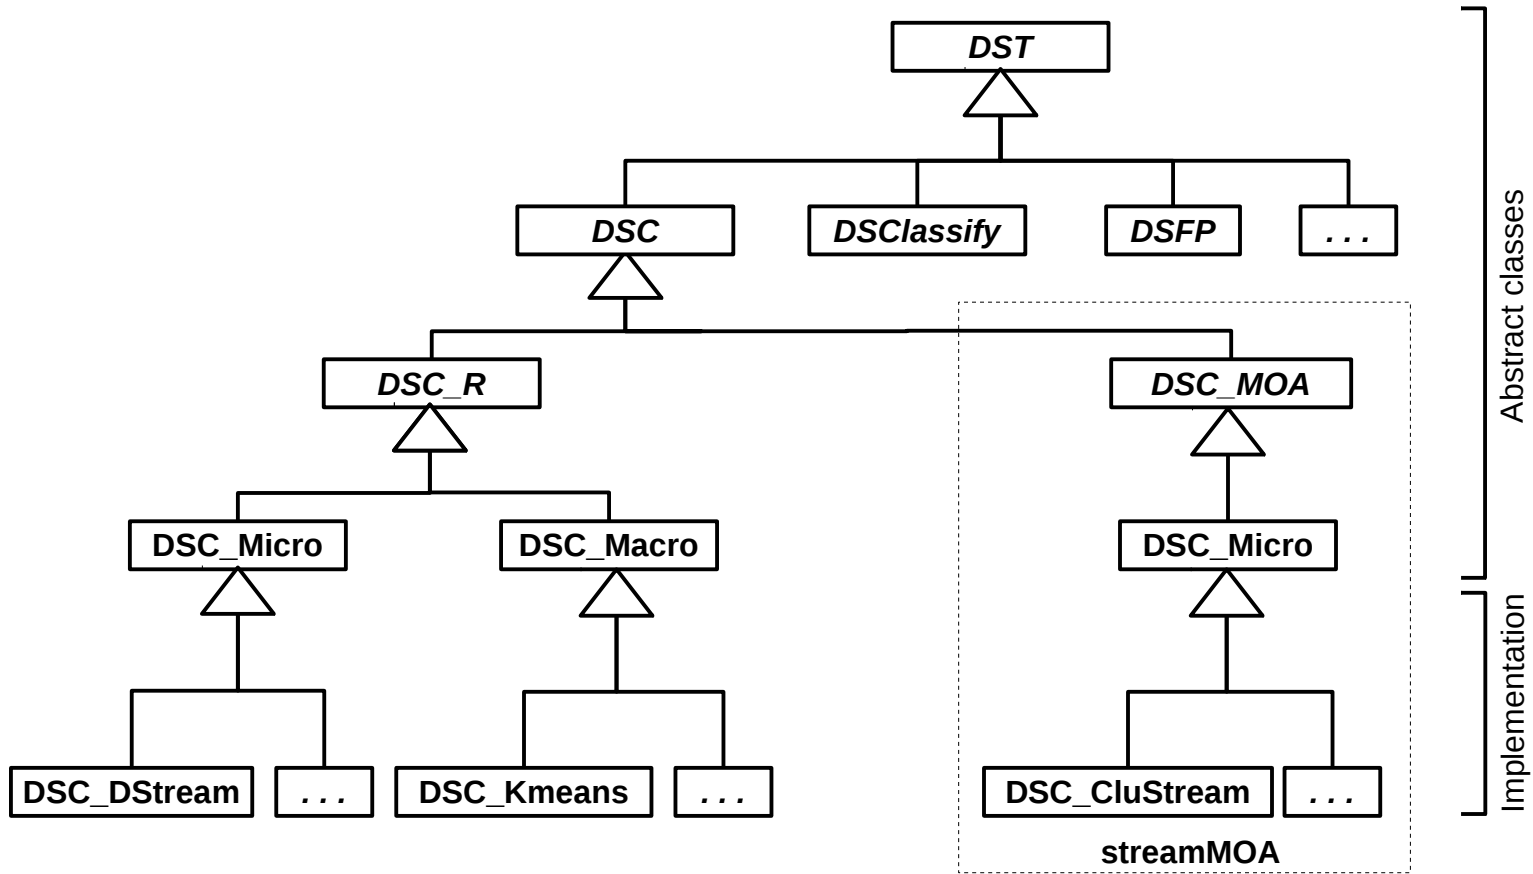 DST
DSC
DSClassify
DSFP
. . .
DSC_R
DSC_MOA
DSC_Micro
DSC_Macro
DSC_Micro
DSC_DStream
. . .
DSC_Kmeans
. . .
DSC_CluStream
. . .
streamMOA
Abstract classes
Implementation